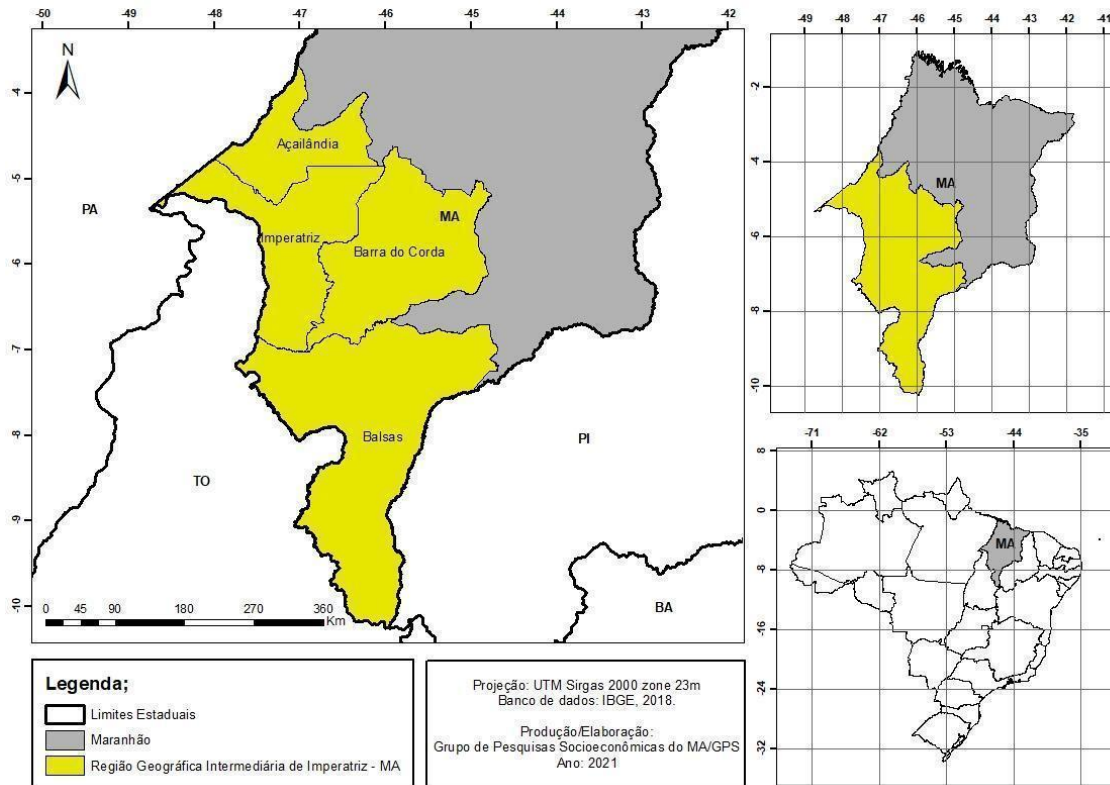 -50 -49 -48 -47 -46 -45 -44 -43 -42
N
-4
-5
-6
-7
-8
-9
-10
Açailândia
PA
MA
Imperatriz
Barra do Corda
Balsas
PI
TO
BA
0 45 90 180 270 360
Km
-49 -48 -47 -46 -45 -44 -43 -42 -41
-2
-4
-6
-8
-10
MA
-71 -62 -53 -44 -35
8
0
-8
-16
-24
-32
MA
Legenda;
Limites Estaduais
Maranhão
Região Geográfica Intermediária de Imperatriz - MA
Projeção: UTM Sirgas 2000 zone 23m
Banco de dados: IBGE, 2018.
Produção/Elaboração:
Grupo de Pesquisas Socioeconômicas do MA/GPS
Ano: 2021